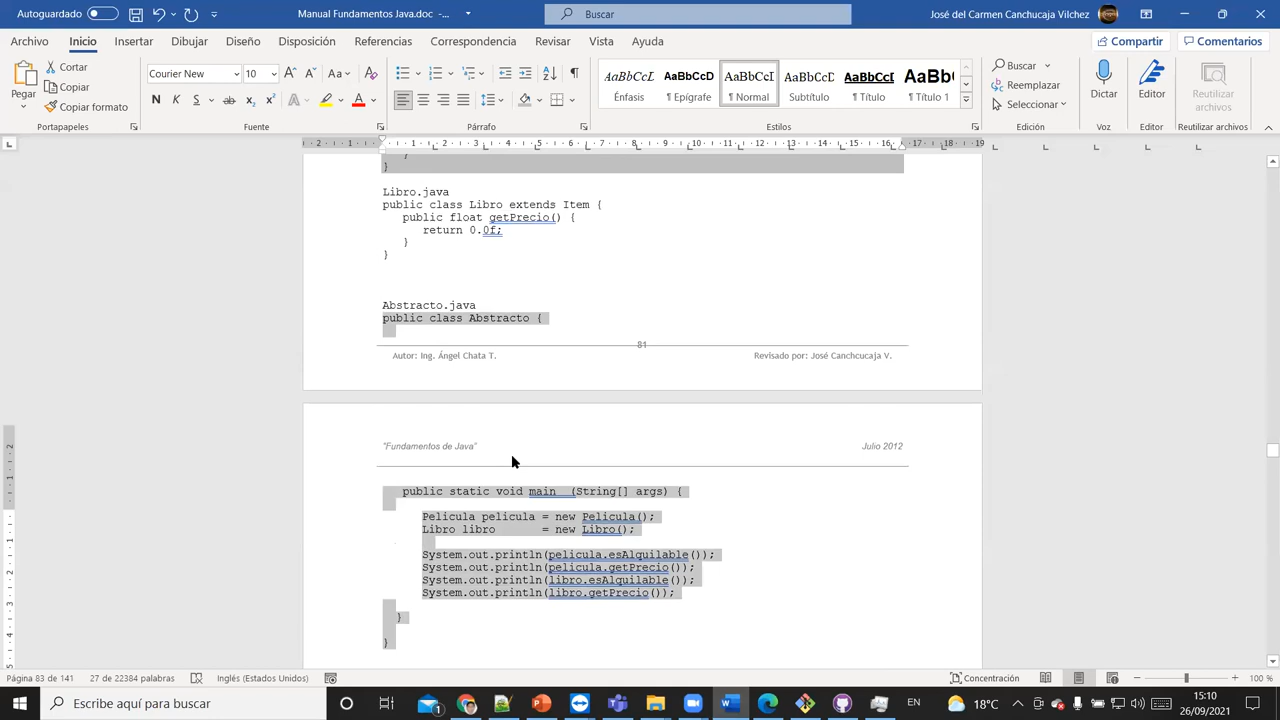 Autoguardado
Manual Fundamentos Java.doc
Buscar
José del Carmen Canchucaja Vilchez
Archivo Inicio Insertar Dibujar Diseño Disposición Referencias Correspondencia Revisar Vista Ayuda
Compartir Comentarios
Pegar
Cortar
Copiar
Copiar formato
Portapapeles
Courier New 10
N K S
Fuente
Párrafo
AaBbCcL AaBbCcD AaBbCcI AaBbCcD AaBbCcI AaBb(
Énfasis ¶ Epígrafe ¶ Normal Subtítulo ¶ Título ¶ Título 1
Estilos
Buscar
Reemplazar
Seleccionar
Edición
Dictar
Voz
Editor
Editor
Reutilizar archivos
Reutilizar archivos
}
}
Libro.java
public class Libro extends Item {
public float getPrecio() {
return 0.0f;
}
}
Abstracto.java
public class Abstracto {
81
Autor: Ing. Ángel Chata T. Revisado por: José Canchcucaja V.
"Fundamentos de Java" Julio 2012
public static void main (String[] args) {
Pelicula pelicula = new Pelicula();
Libro libro = new Libro();
System.out.println(pelicula.esAlquilable());
System.out.println(pelicula.getPrecio());
System.out.println(libro.esAlquilable());
System.out.println(libro.getPrecio());
}
}
Página 83 de 141 27 de 22384 palabras Inglés (Estados Unidos) Concentración 100 %
Escribe aquí para buscar
18°C
EN
15:10
26/09/2021